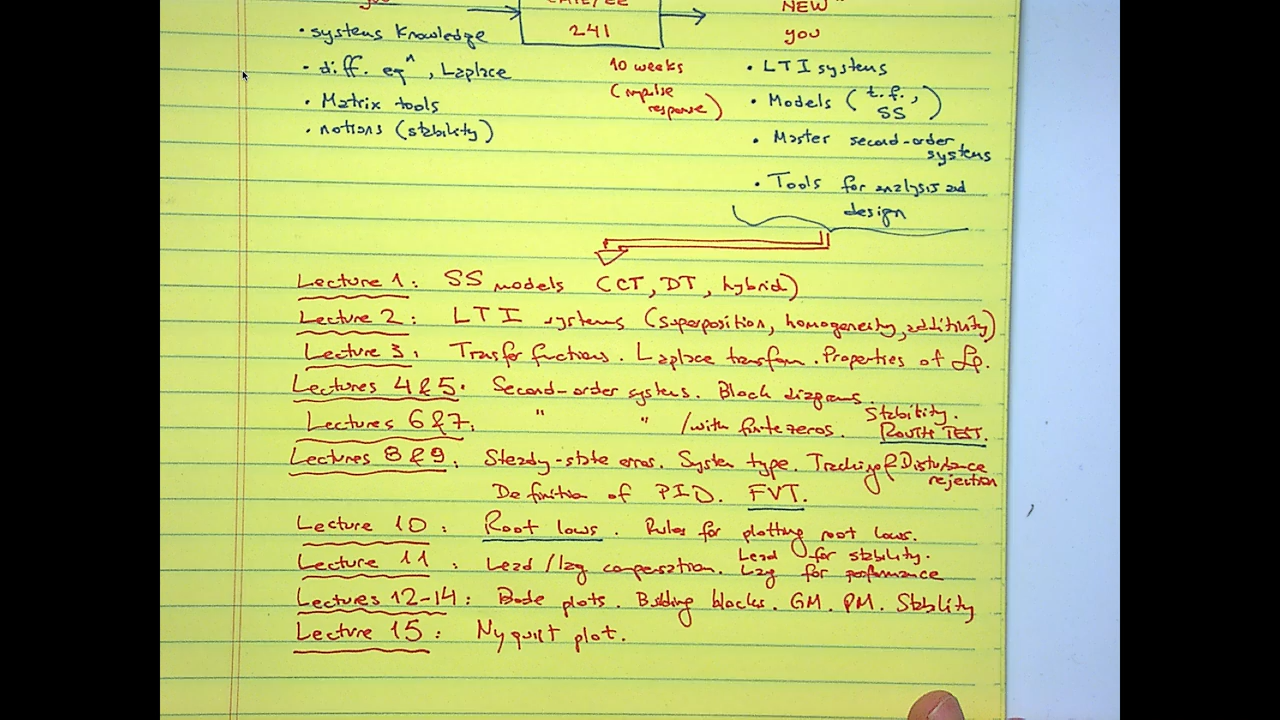 you
241
NEW"
you
• systems knowledge
• diff. eqⁿ, Laplace
• Matrix tools
• notions (stability)
10 weeks
(impulse
response)
• LTI systems
• Models (t.f.,
SS)
• Master second-order
systems
• Tools for analysis and
design
Lecture 1: SS models (CT, DT, hybrid)
Lecture 2: LTI systems (superposition, homogeneity, additivity)
Lecture 3: Transfer functions. Laplace transform. Properties of
Lectures 4&5. Second-order systems. Block diagrams.
Lectures 6&7. " " /with finite zeros. Stability.
ROUTH TEST.
Lectures 8&9. Steady-state error. System type. Tracking & Disturbance
rejection
Definition of PID. FVT.
Lecture 10: Root locus. Rules for plotting root locus.
Lecture 11: Lead/lag compensation. Lead for stability.
Lag for performance
Lectures 12-14: Bode plots. Building blocks. GM. PM. Stability
Lecture 15: Nyquist plot.